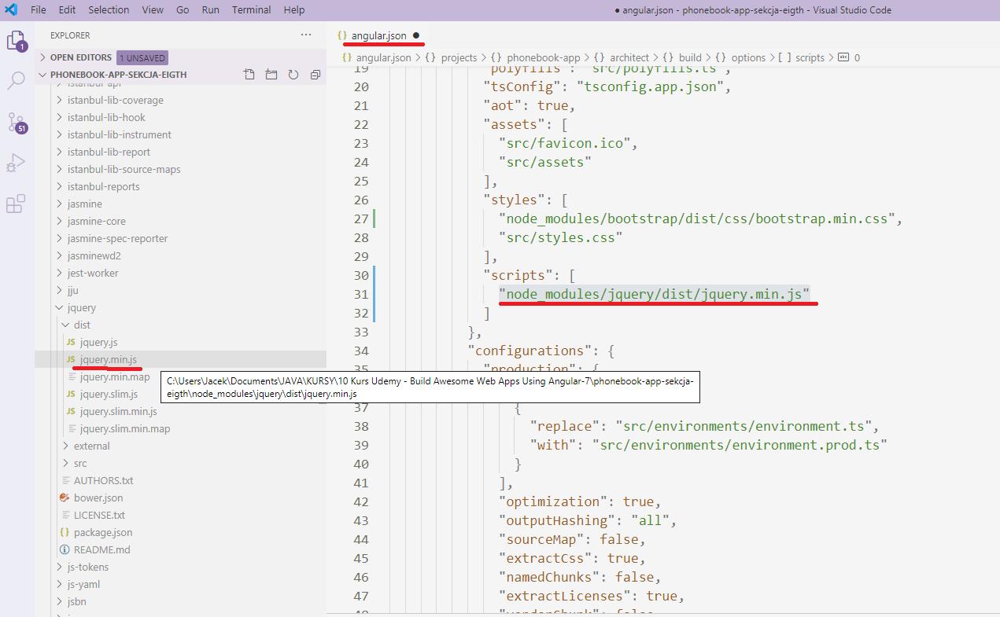 File Edit Selection View Go Run Terminal Help
● angular.json - phonebook-app-sekcja-eigth - Visual Studio Code
EXPLORER
OPEN EDITORS 1 UNSAVED
PHONEBOOK-APP-SEKCJA-EIGTH
istanbul-api
istanbul-lib-coverage
istanbul-lib-hook
istanbul-lib-instrument
istanbul-lib-report
istanbul-lib-source-maps
istanbul-reports
jasmine
jasmine-core
jasmine-spec-reporter
jasminewd2
jest-worker
jju
jquery
dist
JS jquery.js
JS jquery.min.js
jquery.min.map
JS jquery.slim.js
JS jquery.slim.min.js
jquery.slim.min.map
external
src
AUTHORS.txt
bower.json
LICENSE.txt
{} package.json
README.md
js-tokens
js-yaml
jsbn
1
51
{} angular.json ●
{} angular.json > {} projects > {} phonebook-app > {} architect > {} build > {} options > [ ] scripts > abc 0
19 "polyfills": "src/polyfills.ts",
20 "tsConfig": "tsconfig.app.json",
21 "aot": true,
22 "assets": [
23 "src/favicon.ico",
24 "src/assets"
25 ],
26 "styles": [
27 "node_modules/bootstrap/dist/css/bootstrap.min.css",
28 "src/styles.css"
29 ],
30 "scripts": [
31 "node_modules/jquery/dist/jquery.min.js"
32 ]
33 },
34 "configurations": {
35 "production": {
C:\Users\Jacek\Documents\JAVA\KURSY\10 Kurs Udemy - Build Awesome Web Apps Using Angular-7\phonebook-app-sekcja-
eigth\node_modules\jquery\dist\jquery.min.js
37 {
38 "replace": "src/environments/environment.ts",
39 "with": "src/environments/environment.prod.ts"
40 }
41 ],
42 "optimization": true,
43 "outputHashing": "all",
44 "sourceMap": false,
45 "extractCss": true,
46 "namedChunks": false,
47 "extractLicenses": true,
48 "vendorChunk": false,